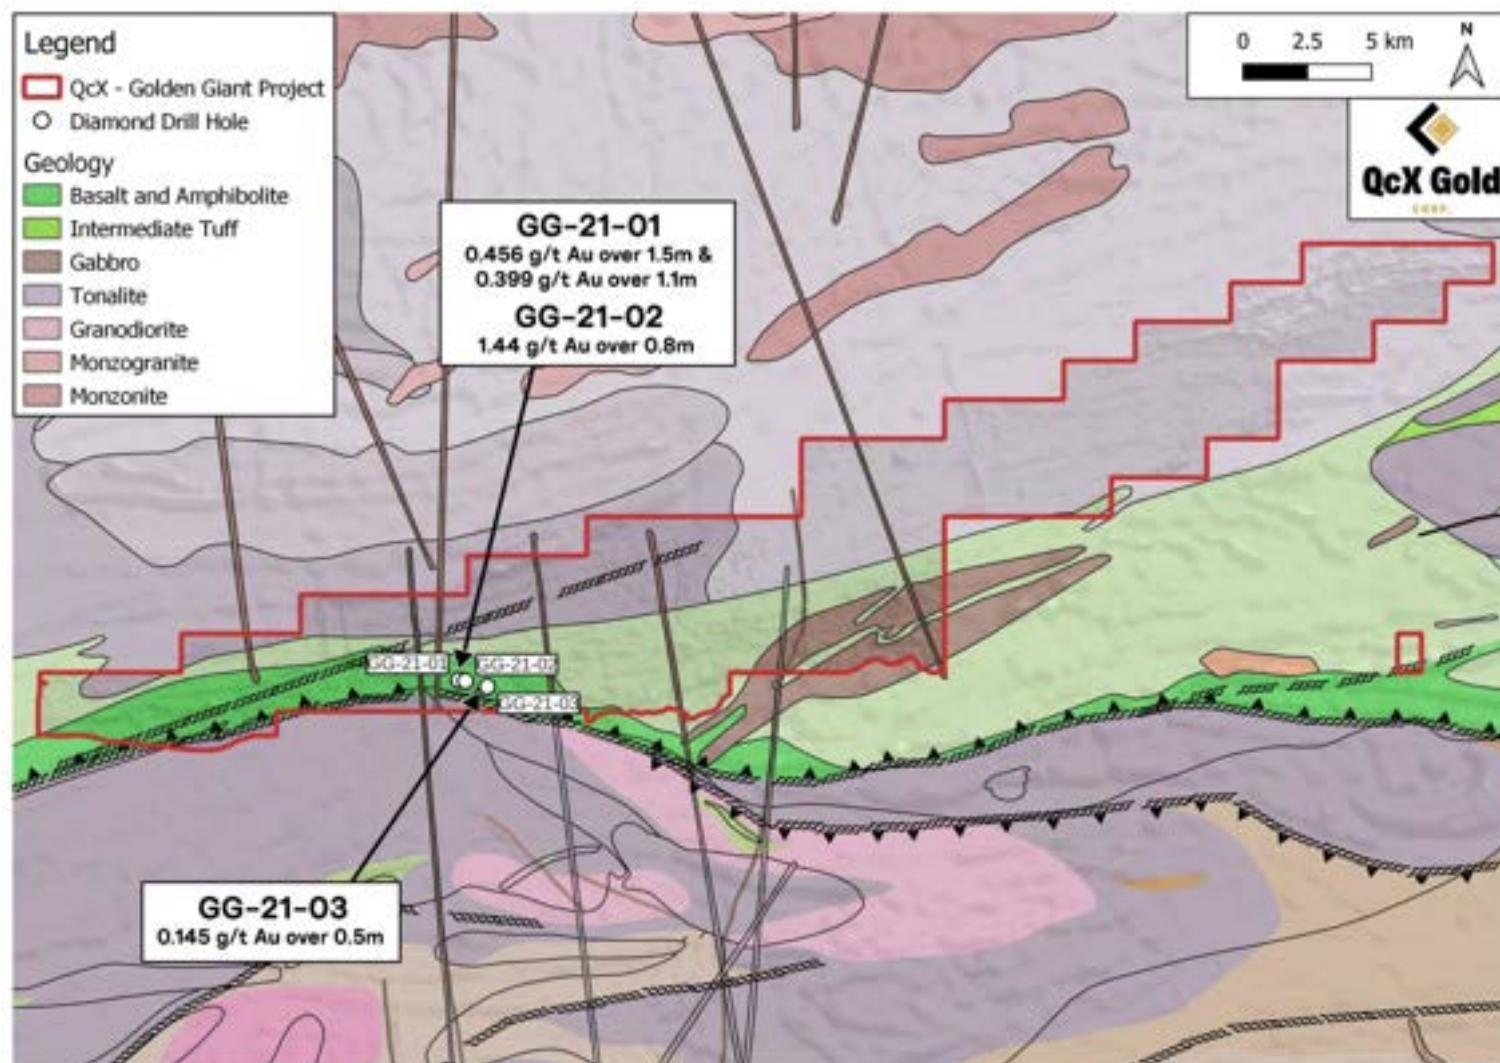 Legend
QcX - Golden Giant Project
Diamond Drill Hole
Geology
Basalt and Amphibolite
Intermediate Tuff
Gabbro
Tonalite
Granodiorite
Monzogranite
Monzonite
0 2.5 5 km
N
QcX Gold
CORP.
GG-21-01
0.456 g/t Au over 1.5m &
0.399 g/t Au over 1.1m
GG-21-02
1.44 g/t Au over 0.8m
GG-21-01
GG-21-02
GG-21-03
GG-21-03
0.145 g/t Au over 0.5m